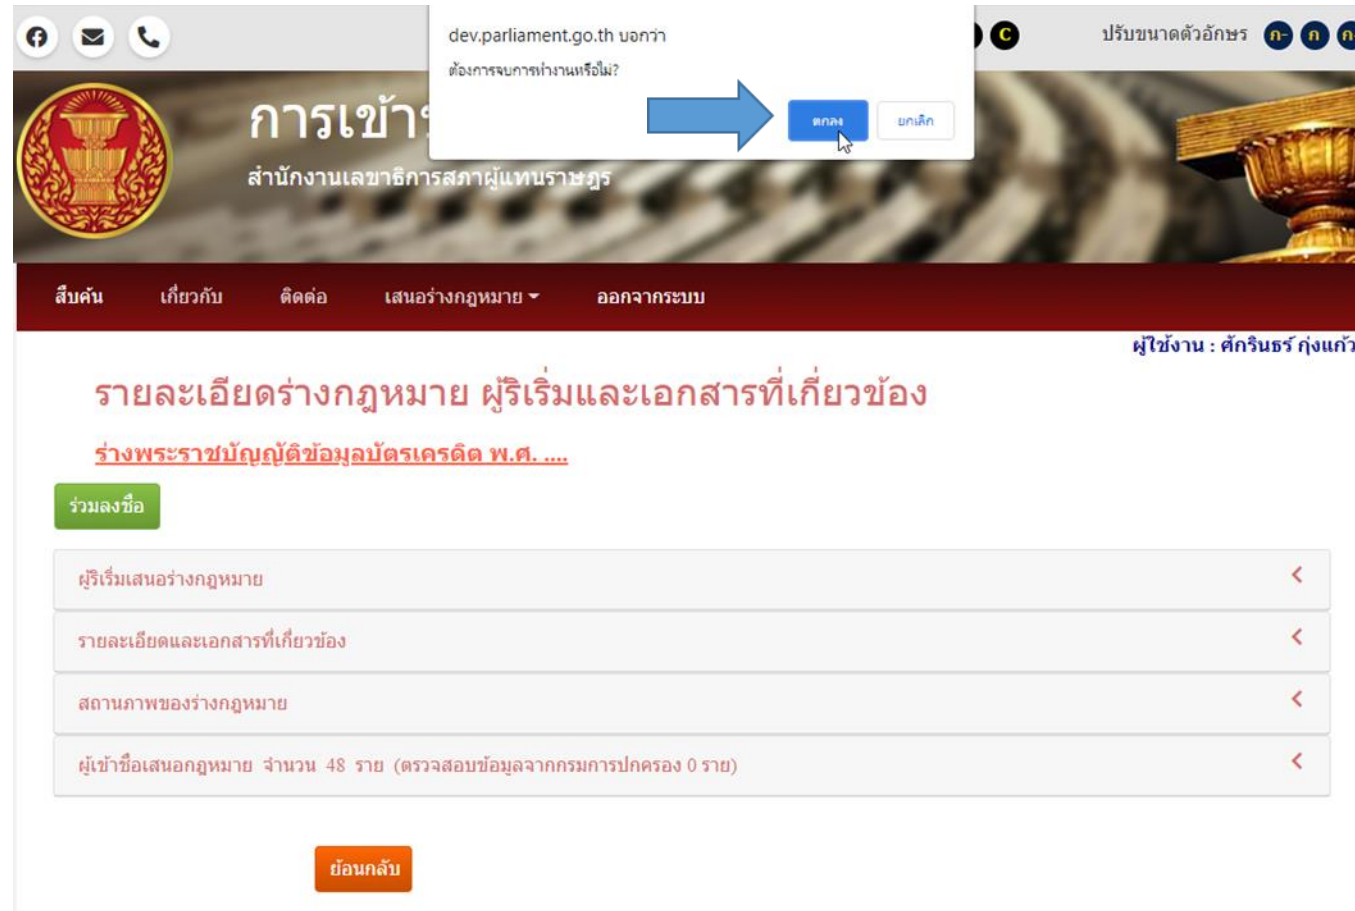 dev.parliament.go.th บอกว่า
ต้องการจบการทำงานหรือไม่?
ตกลง
ยกเลิก
C
ปรับขนาดตัวอักษร ก- ก
การเข้า
สำนักงานเลขาธิการสภาผู้แทนราษฎร
สืบค้น เกี่ยวกับ ติดต่อ เสนอร่างกฎหมาย ออกจากระบบ
ผู้ใช้งาน : ศักรินธร์ กุ่งแก้ว
รายละเอียดร่างกฎหมาย ผู้ริเริ่มและเอกสารที่เกี่ยวข้อง
ร่างพระราชบัญญัติข้อมูลบัตรเครดิต พ.ศ. ....
ร่วมลงชื่อ
ผู้ริเริ่มเสนอร่างกฎหมาย
รายละเอียดและเอกสารที่เกี่ยวข้อง
สถานภาพของร่างกฎหมาย
ผู้เข้าชื่อเสนอกฎหมาย จำนวน 48 ราย (ตรวจสอบข้อมูลจากกรมการปกครอง 0 ราย)
ย้อนกลับ